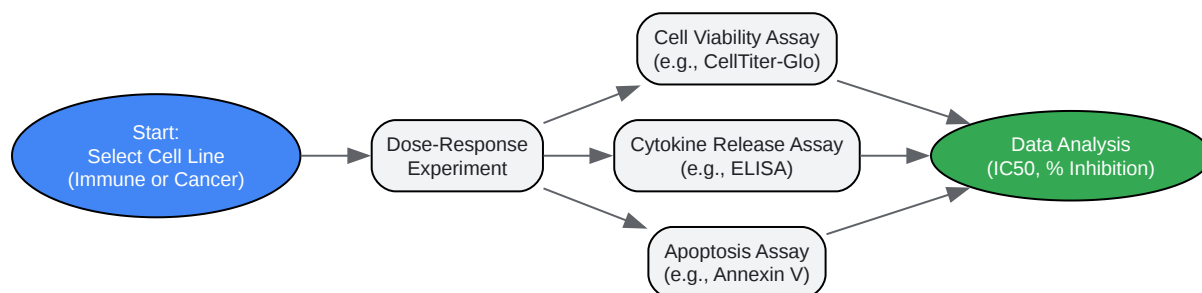 Start:
Select Cell Line
(Immune or Cancer)
Dose-Response
Experiment
Cell Viability Assay
(e.g., CellTiter-Glo)
Cytokine Release Assay
(e.g., ELISA)
Apoptosis Assay
(e.g., Annexin V)
Data Analysis
(IC50, % Inhibition)